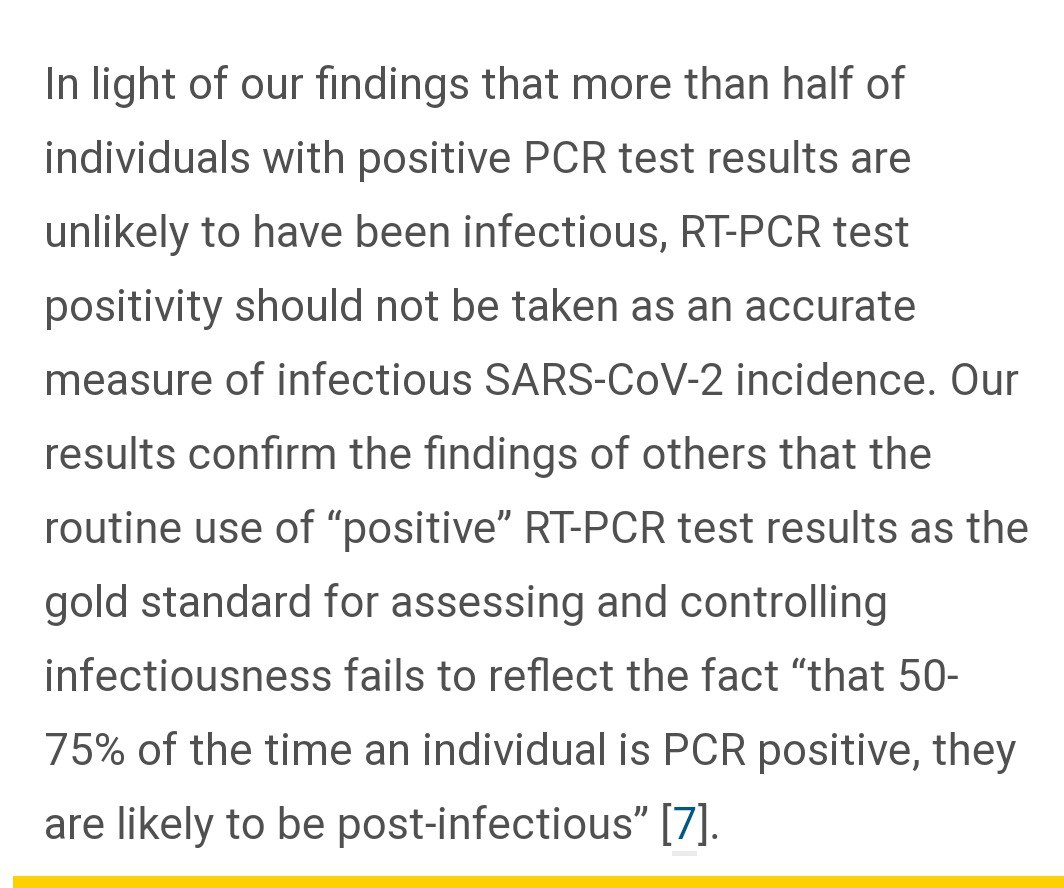 In light of our findings that more than half of
individuals with positive PCR test results are
unlikely to have been infectious, RT-PCR test
positivity should not be taken as an accurate
measure of infectious SARS-CoV-2 incidence. Our
results confirm the findings of others that the
routine use of “positive” RT-PCR test results as the
gold standard for assessing and controlling
infectiousness fails to reflect the fact “that 50-
75% of the time an individual is PCR positive, they
are likely to be post-infectious” [7].